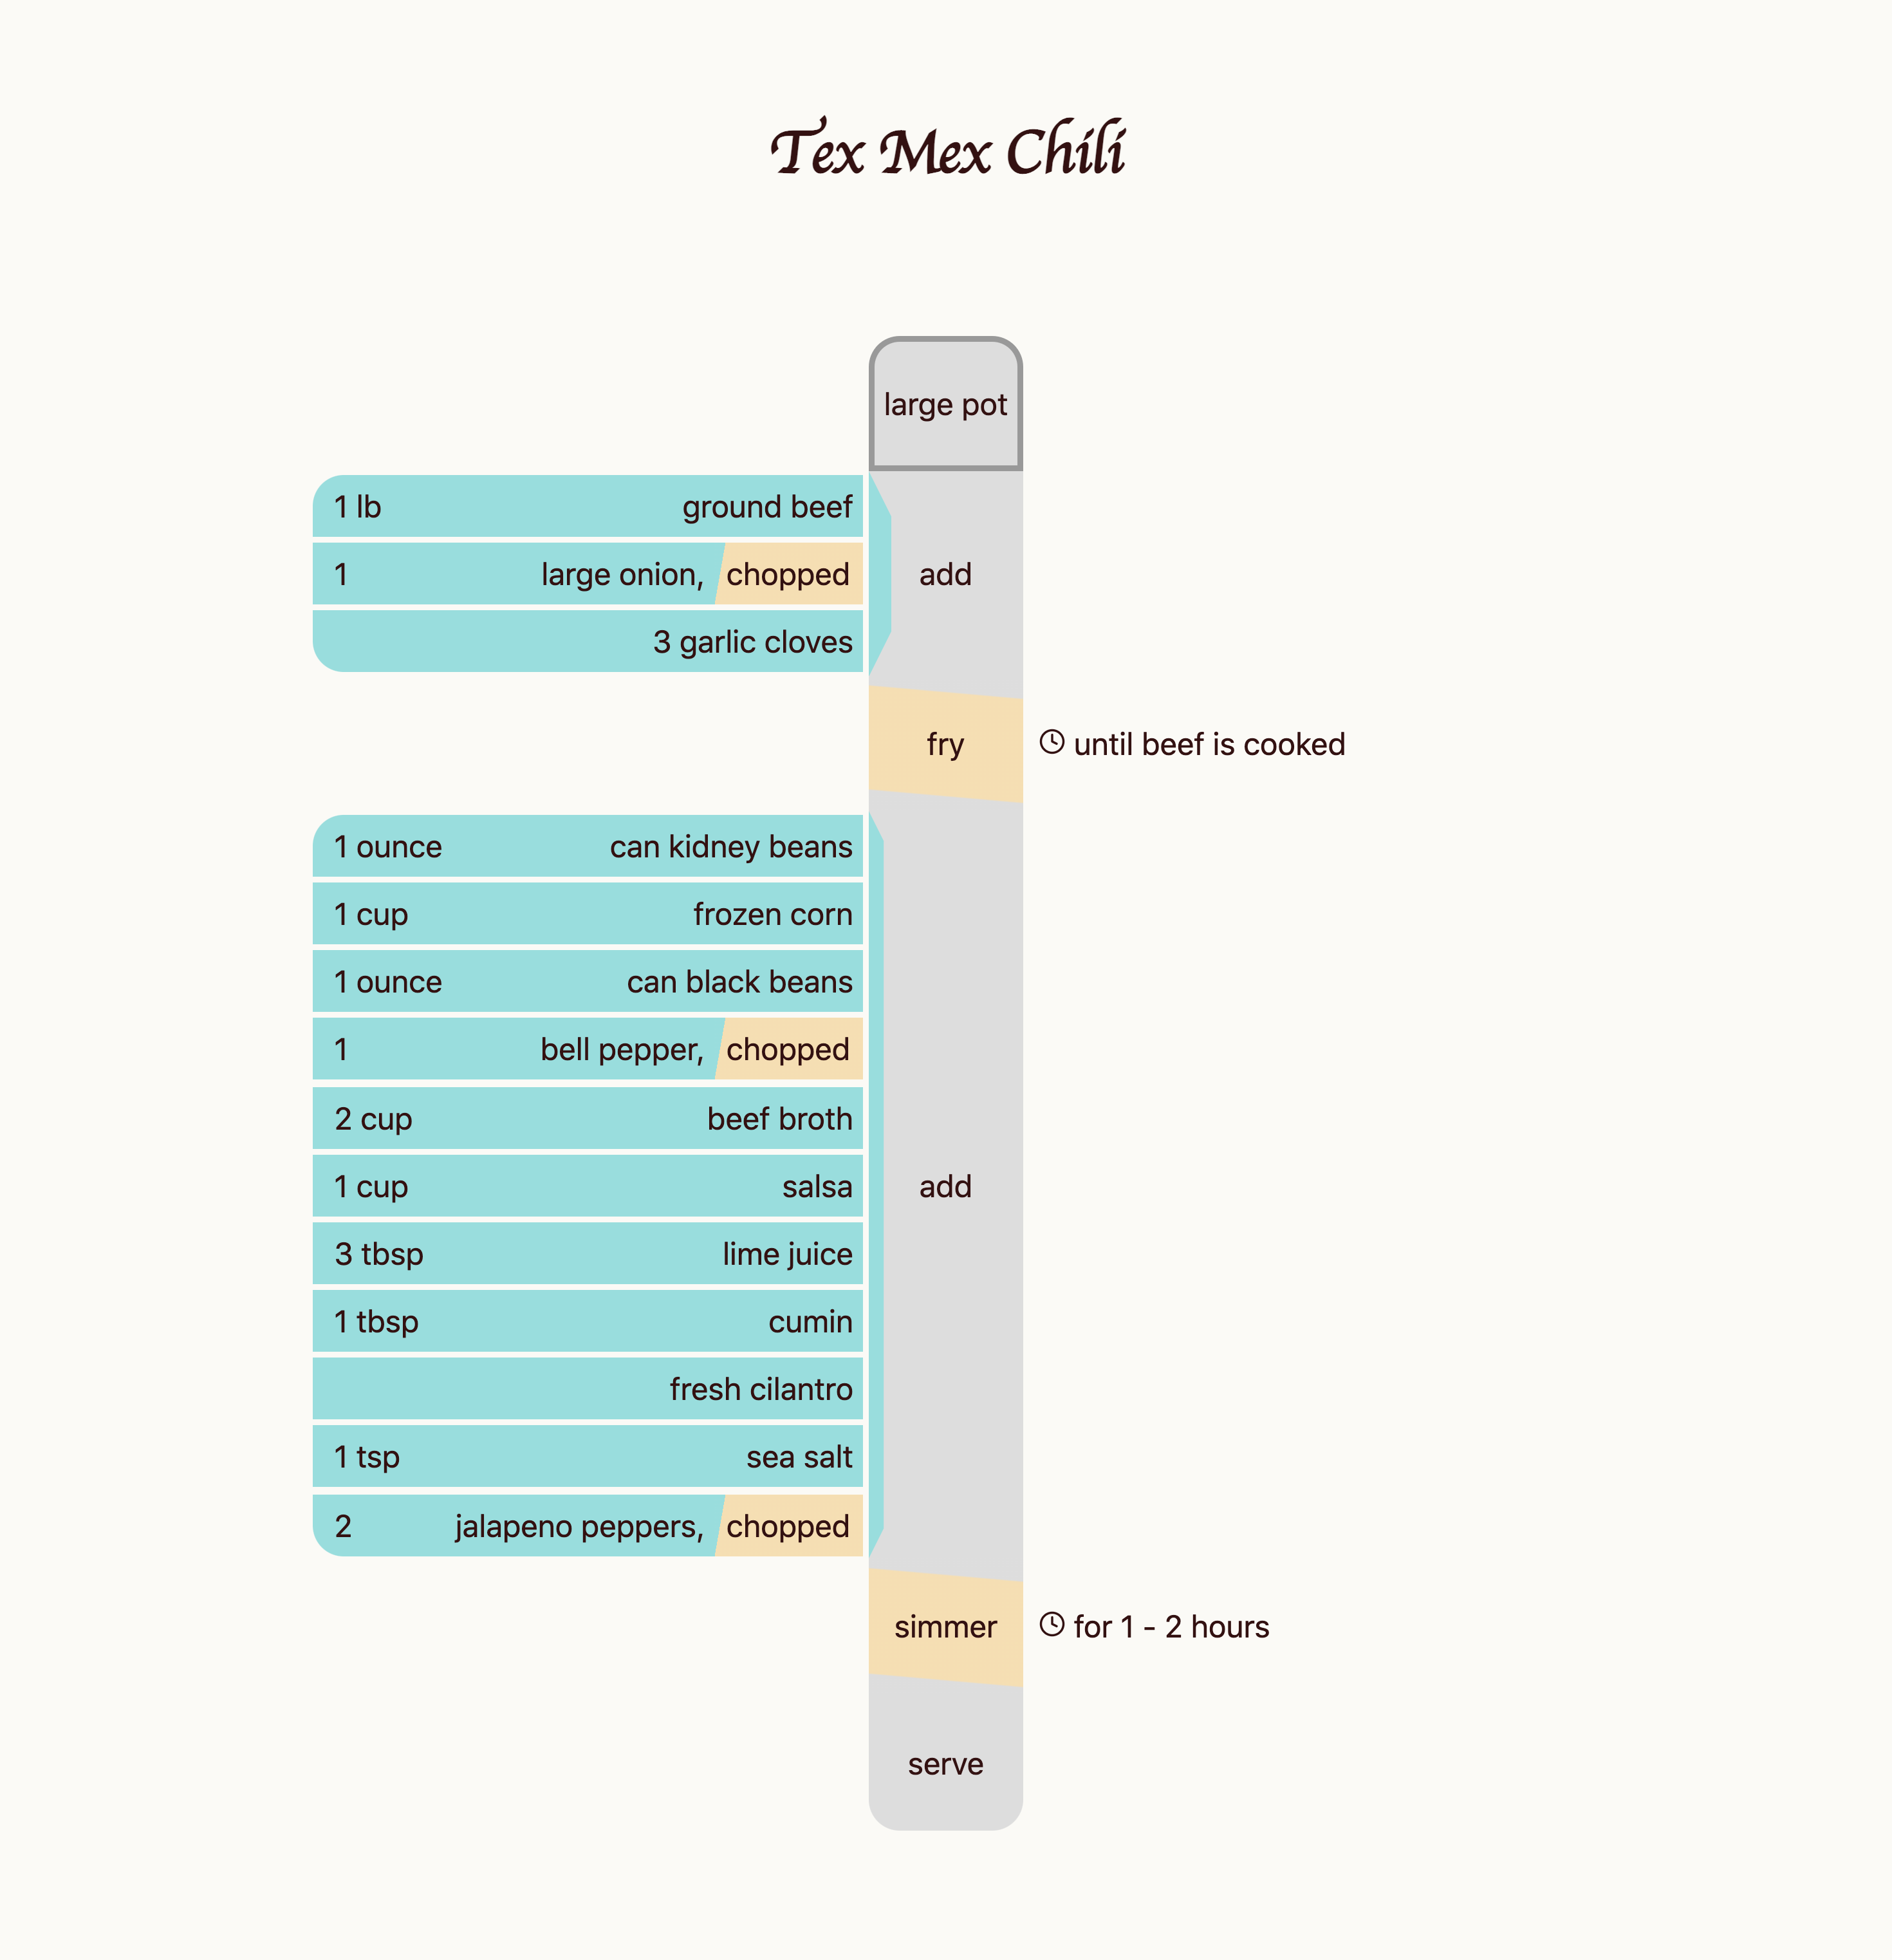 Tex Mex Chili
large pot
1 lb ground beef
1 large onion, chopped
add
3 garlic cloves
fry until beef is cooked
1 ounce can kidney beans
1 cup frozen corn
1 ounce can black beans
1 bell pepper, chopped
2 cup beef broth
1 cup salsa
add
3 tbsp lime juice
1 tbsp cumin
fresh cilantro
1 tsp sea salt
2 jalapeno peppers, chopped
simmer for 1 - 2 hours
serve